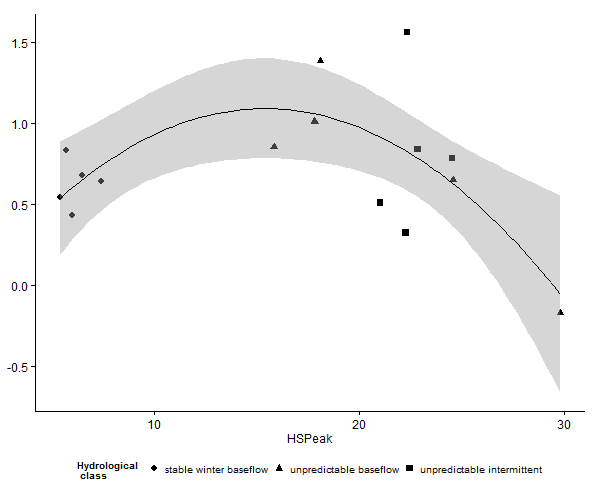 1.5
1.0
0.5
0.0
-0.5
10 20 30
HSPeak
Hydrological
class
stable winter baseflow unpredictable baseflow unpredictable intermittent